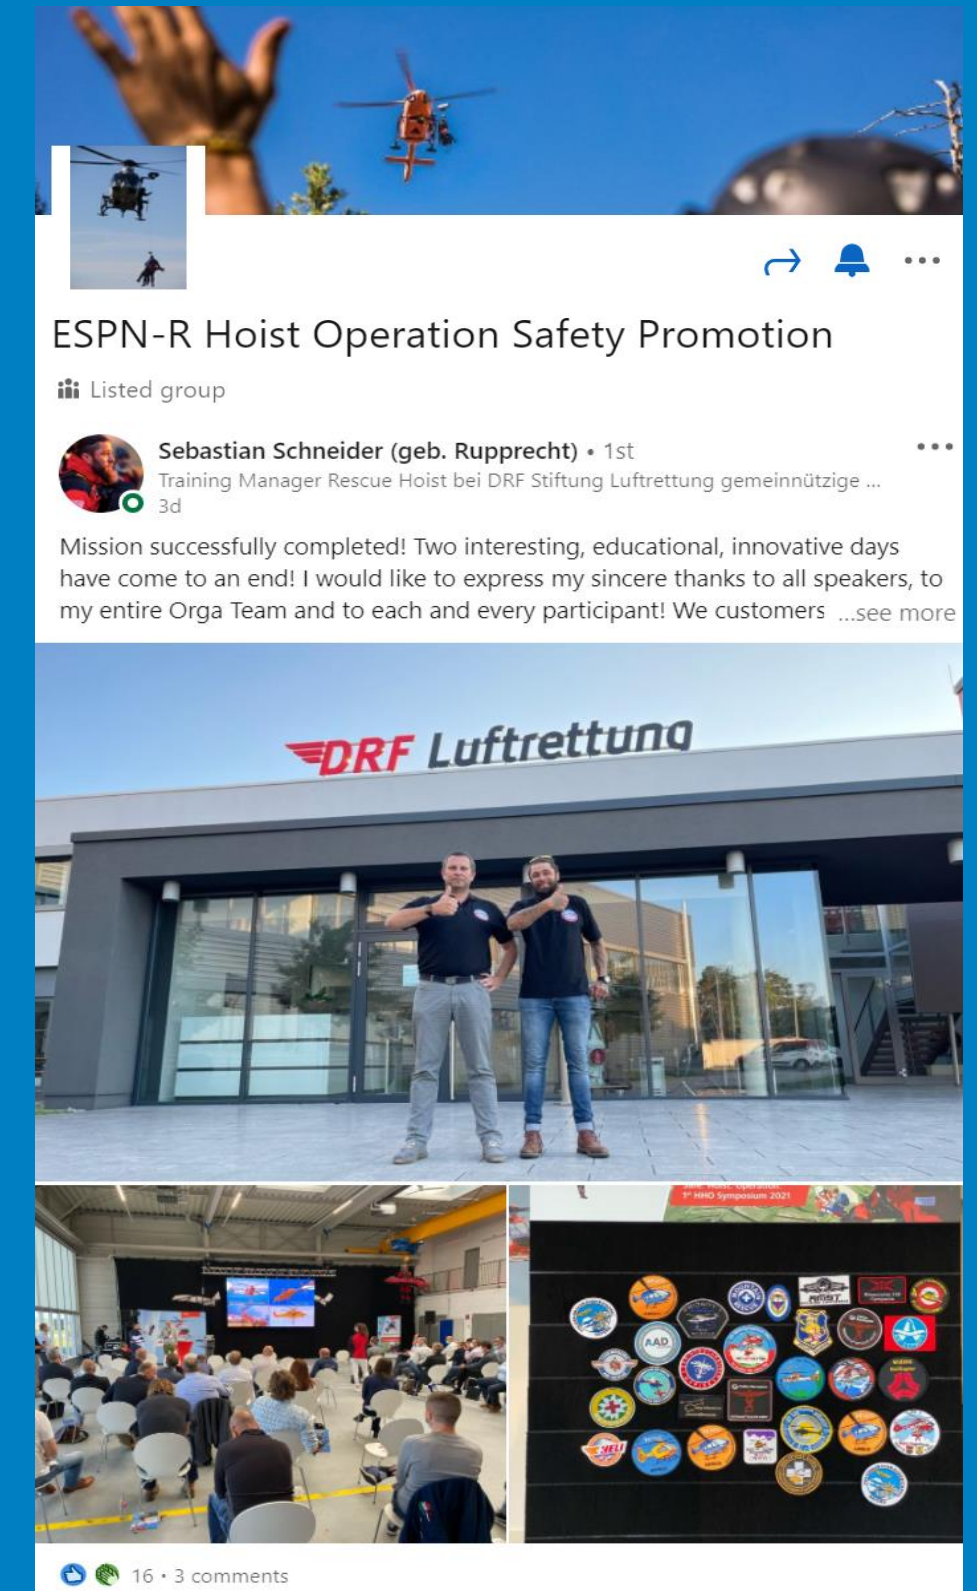 ESPN-R Hoist Operation Safety Promotion
Listed group
Sebastian Schneider (geb. Rupprecht) • 1st
Training Manager Rescue Hoist bei DRF Stiftung Luftrettung gemeinnützige ...
3d
Mission successfully completed! Two interesting, educational, innovative days
have come to an end! I would like to express my sincere thanks to all speakers, to
my entire Orga Team and to each and every participant! We customers ...see more
DRF Luftrettung
1st HHO Symposium 2021
AAD
HELI
16 • 3 comments